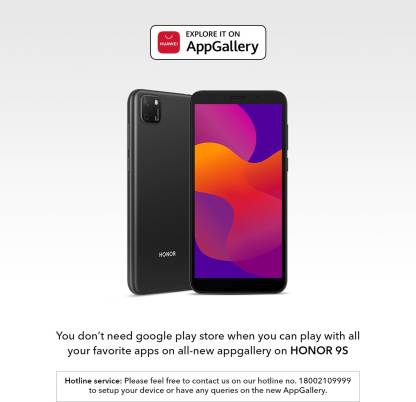 HUAWEI
EXPLORE IT ON
AppGallery
HONOR
You don't need google play store when you can play with all
your favorite apps on all-new appgallery on HONOR 9S
Hotline service: Please feel free to contact us on our hotline no. 18002109999
to setup your device or have any queries on the new AppGallery.